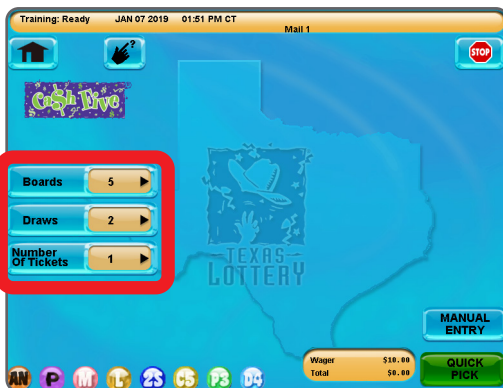 Training: Ready JAN 07 2019 01:51 PM CT
Mail 1
?
STOP
Cash Five
Boards 5
Draws 2
Number
Of Tickets 1
TEXAS
LOTTERY
MANUAL
ENTRY
Wager $10.00
Total $0.00
QUICK
PICK
AN P M L 2S C5 P3 D4